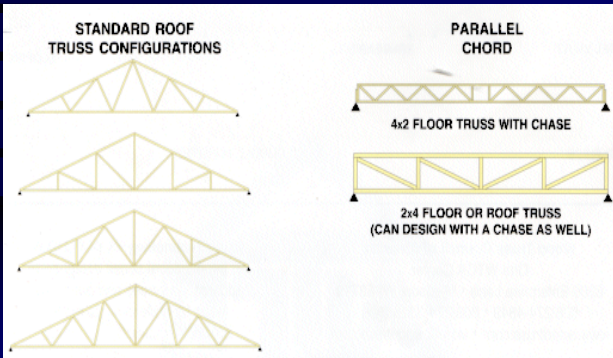 STANDARD ROOF
TRUSS CONFIGURATIONS
PARALLEL
CHORD
4x2 FLOOR TRUSS WITH CHASE
2x4 FLOOR OR ROOF TRUSS
(CAN DESIGN WITH A CHASE AS WELL)